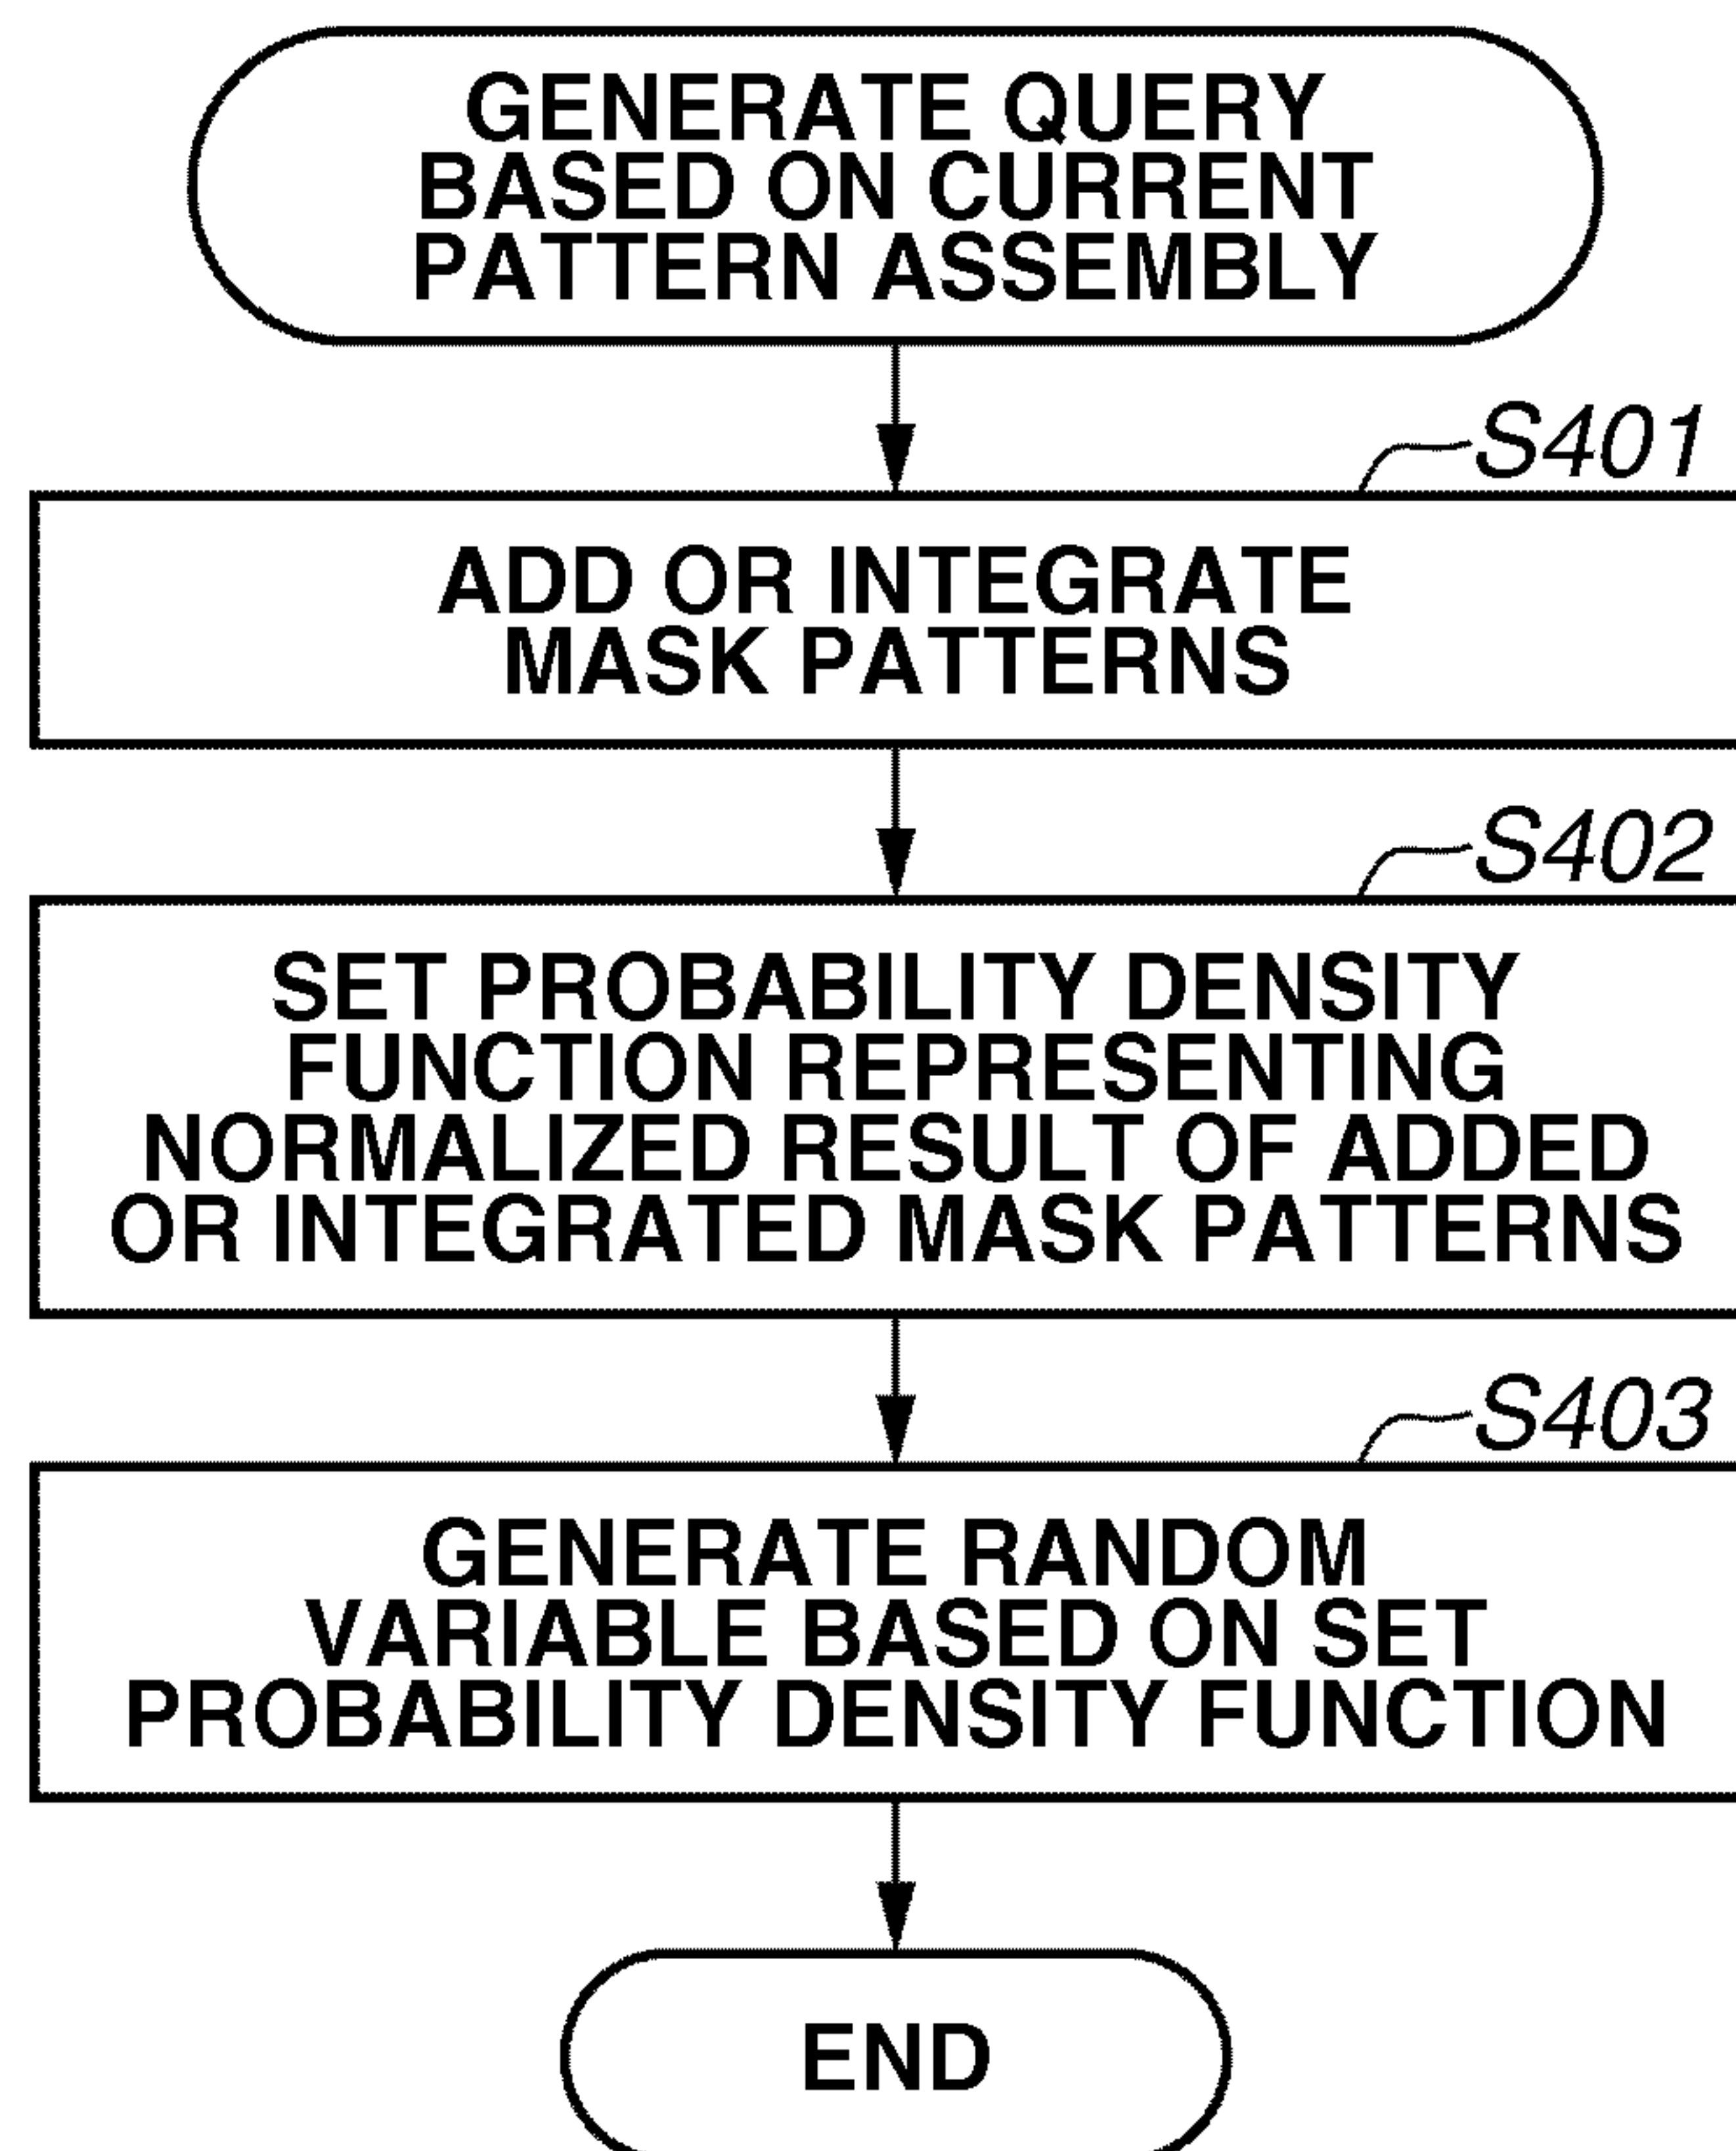 GENERATE QUERY
BASED ON CURRENT
PATTERN ASSEMBLY
S401
ADD OR INTEGRATE
MASK PATTERNS
S402
SET PROBABILITY DENSITY
FUNCTION REPRESENTING
NORMALIZED RESULT OF ADDED
OR INTEGRATED MASK PATTERNS
S403
GENERATE RANDOM
VARIABLE BASED ON SET
PROBABILITY DENSITY FUNCTION
END